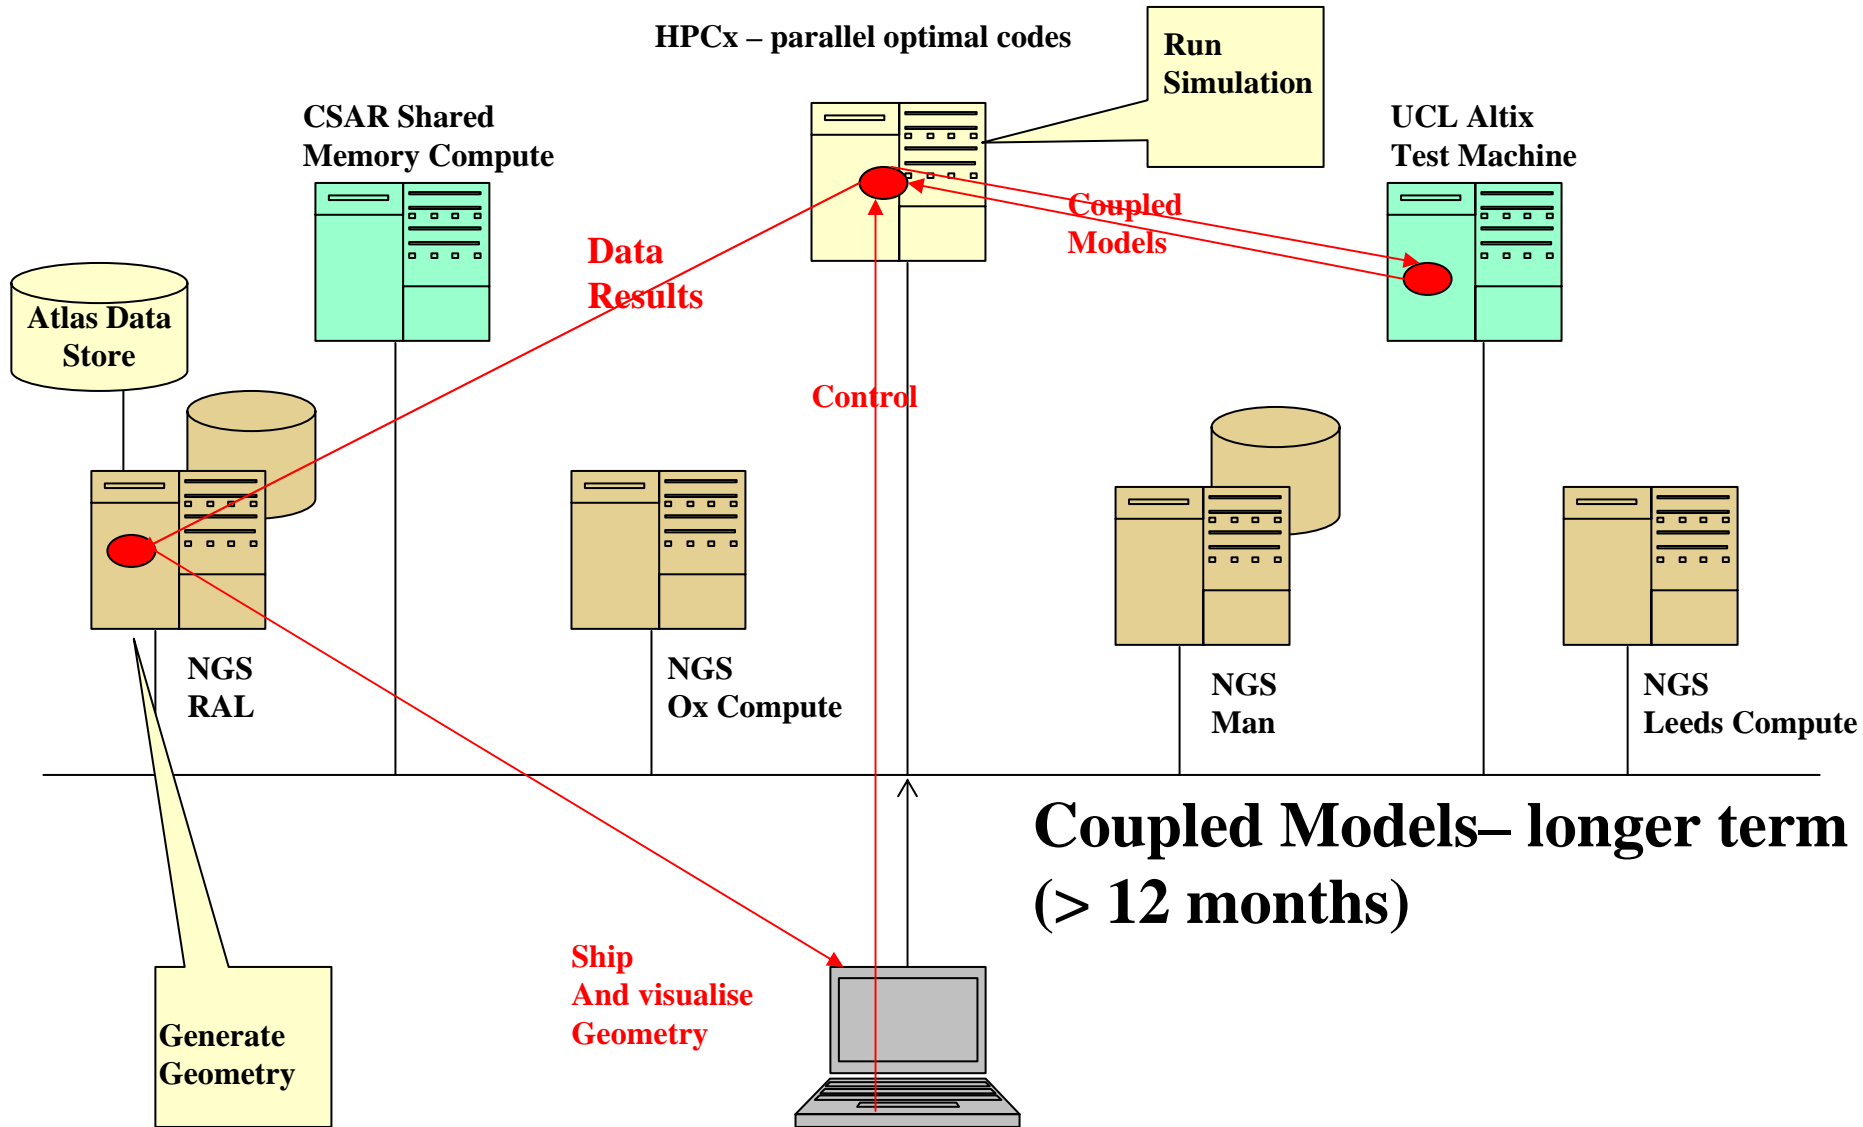 HPCx – parallel optimal codes
Run
Simulation
CSAR Shared
Memory Compute
UCL Altix
Test Machine
Coupled
Models
Data
Results
Atlas Data
Store
Control
NGS
RAL
NGS
Ox Compute
NGS
Man
NGS
Leeds Compute
Coupled Models– longer term
(> 12 months)
Ship
And visualise
Geometry
Generate
Geometry